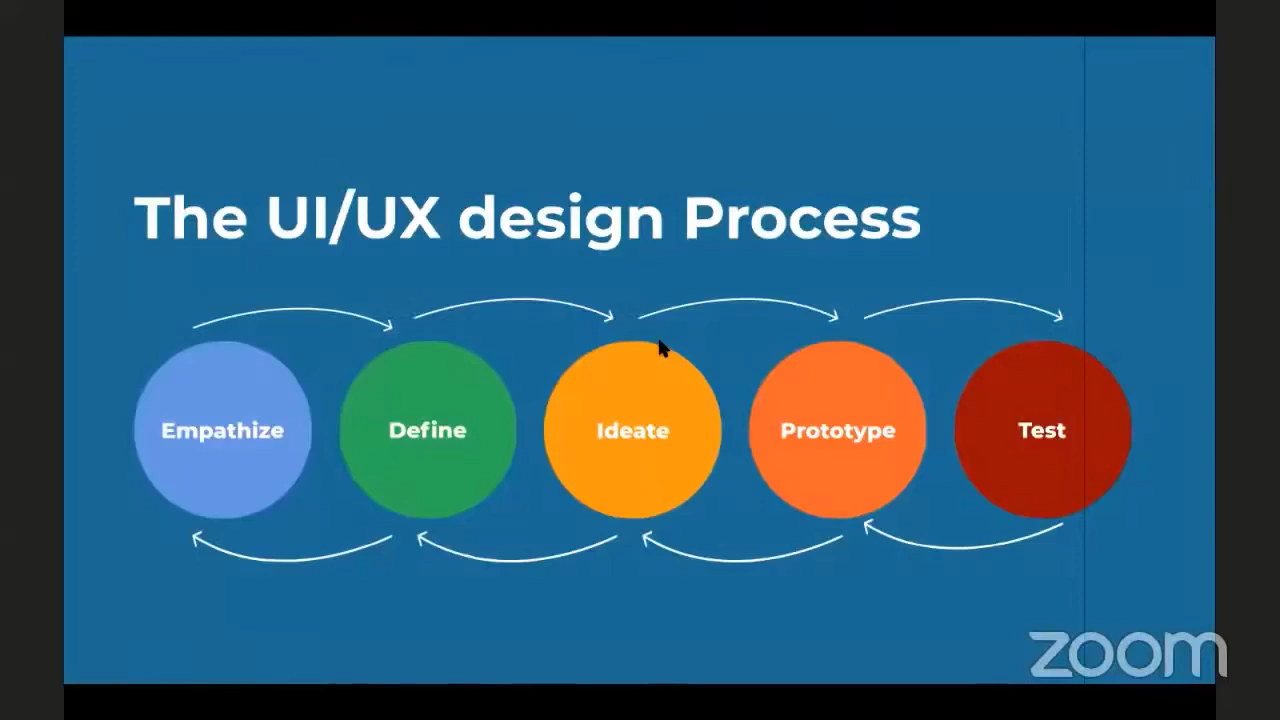 The UI/UX design Process
Empathize
Define
Ideate
Prototype
Test
zoom